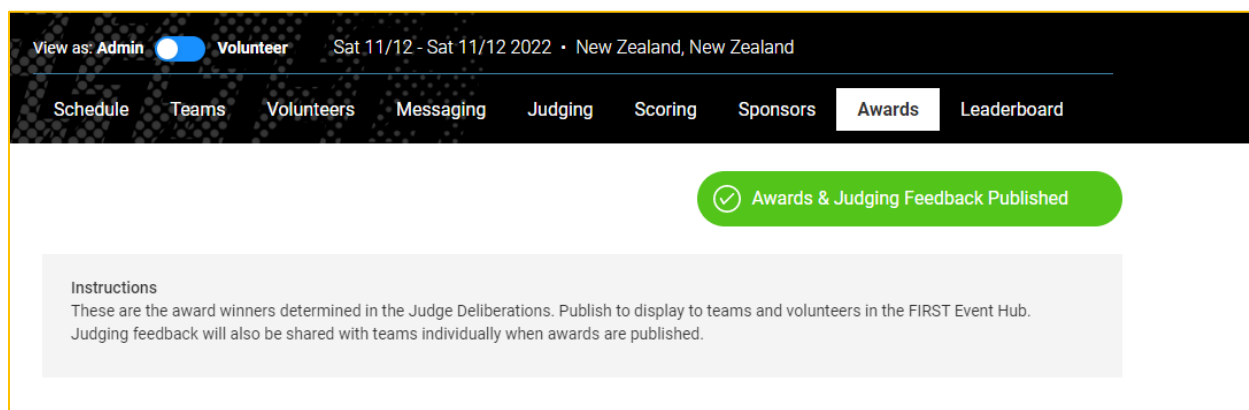 View as: Admin Volunteer Sat 11/12 - Sat 11/12 2022 • New Zealand, New Zealand
Schedule Teams Volunteers Messaging Judging Scoring Sponsors Awards Leaderboard
Awards & Judging Feedback Published
Instructions
These are the award winners determined in the Judge Deliberations. Publish to display to teams and volunteers in the FIRST Event Hub.
Judging feedback will also be shared with teams individually when awards are published.